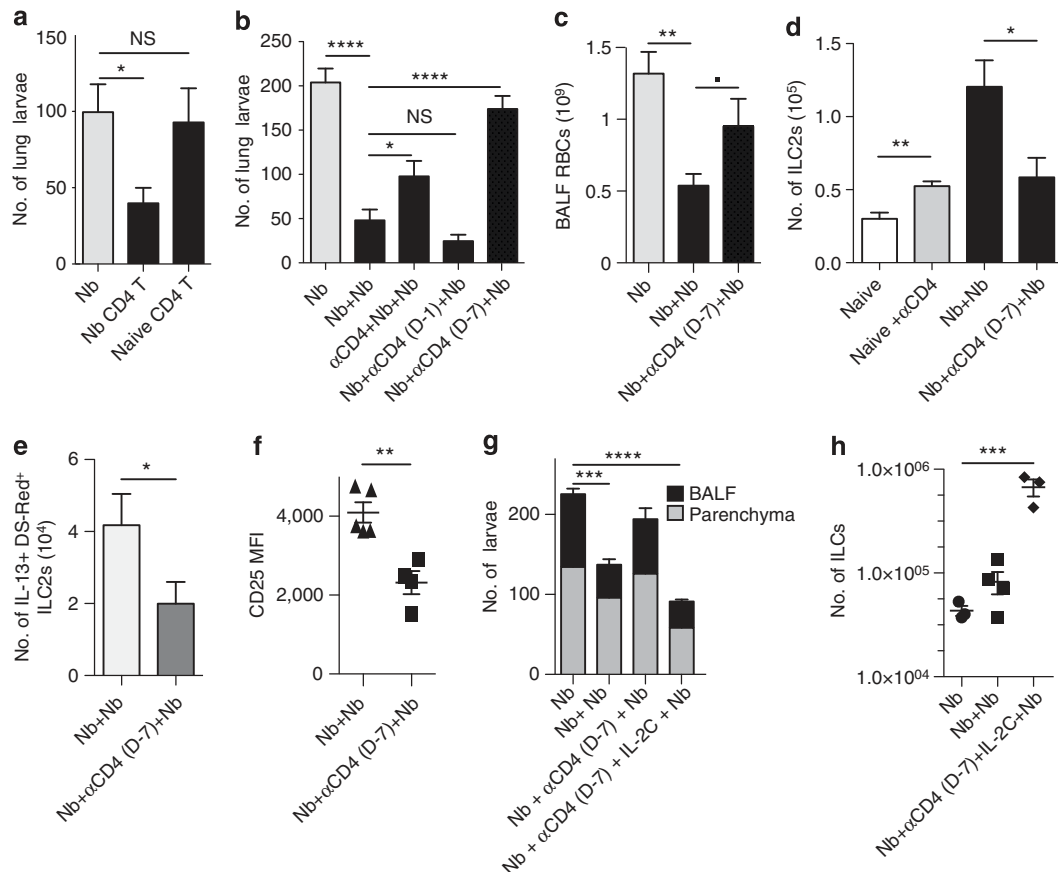 a
No. of lung larvae
150
100
50
0
NS
*
Nb
Nb CD4 T
Naive CD4 T
b
No. of lung larvae
250
200
150
100
50
0
****
****
NS
*
Nb
Nb+Nb
αCD4+Nb+Nb
Nb+αCD4 (D-1)+Nb
Nb+αCD4 (D-7)+Nb
c
BALF RBCs (10⁹)
1.5
1
0.5
0
**
Nb
Nb+Nb
Nb+αCD4 (D-7)+Nb
d
No. of ILC2s (10⁵)
1.5
1.0
0.5
0.0
**
*
Naive
Naive +αCD4
Nb+Nb
Nb+αCD4 (D-7)+Nb
e
No. of IL-13+ DS-Red⁺
ILC2s (10⁴)
6
4
2
0
*
Nb+Nb
Nb+αCD4 (D-7)+Nb
f
CD25 MFI
4,000
2,000
0
**
Nb+Nb
Nb+αCD4 (D-7)+Nb
g
No. of larvae
200
100
0
****
***
BALF
Parenchyma
Nb
Nb+ Nb
Nb + αCD4 (D-7) + Nb
Nb + αCD4 (D-7) + IL-2C + Nb
h
No. of ILCs
1.0×10⁰⁶
1.0×10⁰⁵
1.0×10⁰⁴
***
Nb
Nb+Nb
Nb+αCD4 (D-7)+IL-2C+Nb